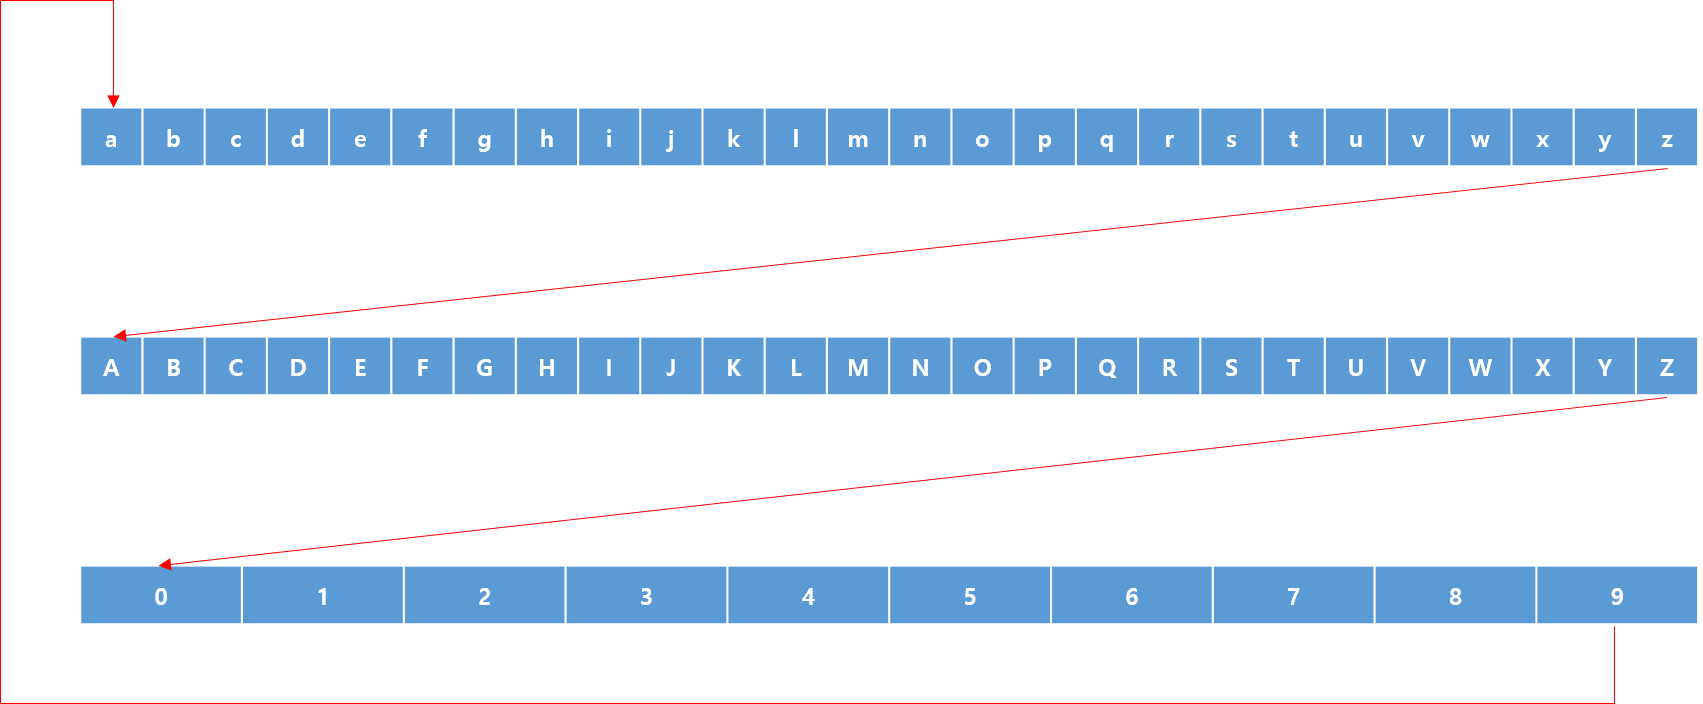 a b c d e f g h i j k l m n o p q r s t u v w x y z
A B C D E F G H I J K L M N O P Q R S T U V W X Y Z
0 1 2 3 4 5 6 7 8 9